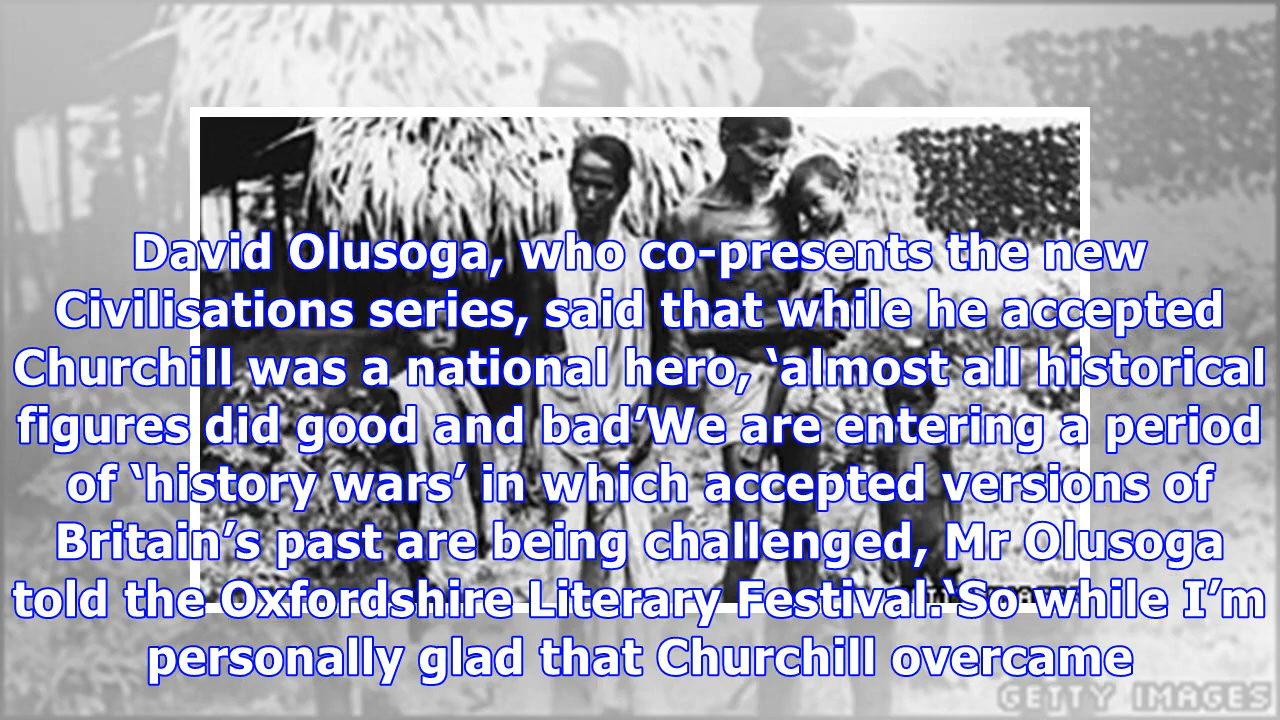 David Olusoga, who co-presents the new
Civilisations series, said that while he accepted
Churchill was a national hero, ‘almost all historical
figures did good and bad’We are entering a period
of ‘history wars’ in which accepted versions of
Britain’s past are being challenged, Mr Olusoga
told the Oxfordshire Literary Festival.‘So while I’m
personally glad that Churchill overcame
GETTY IMAGES